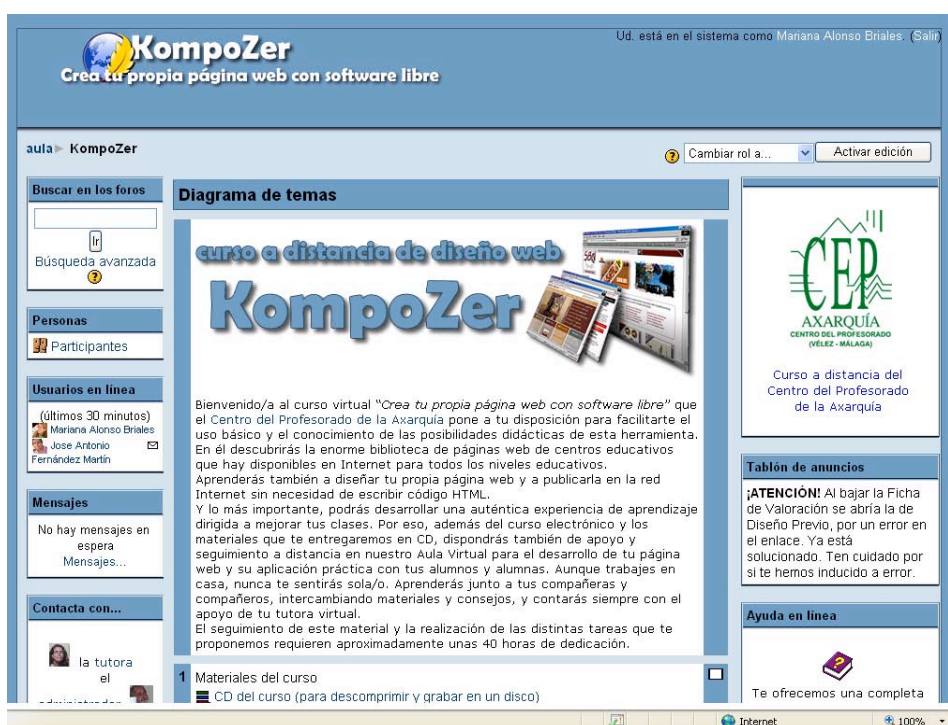 KompoZer
Crea tu propia página web con software libre
Ud. está en el sistema como Mariana Alonso Briales. (Salir)
aula ► KompoZer
Cambiar rol a...
Activar edición
Buscar en los foros
Ir
Búsqueda avanzada
Personas
Participantes
Usuarios en línea
(últimos 30 minutos)
Mariana Alonso Briales
Jose Antonio
Fernández Martín
Mensajes
No hay mensajes en
espera
Mensajes...
Contacta con...
la tutora
el
administrador
Diagrama de temas
curso a distancia de diseño web
KompoZer
Bienvenido/a al curso virtual "Crea tu propia página web con software libre" que
el Centro del Profesorado de la Axarquía pone a tu disposición para facilitarte el
uso básico y el conocimiento de las posibilidades didácticas de esta herramienta.
En él descubrirás la enorme biblioteca de páginas web de centros educativos
que hay disponibles en Internet para todos los niveles educativos.
Aprenderás también a diseñar tu propia página web y a publicarla en la red
Internet sin necesidad de escribir código HTML.
Y lo más importante, podrás desarrollar una auténtica experiencia de aprendizaje
dirigida a mejorar tus clases. Por eso, además del curso electrónico y los
materiales que te entregaremos en CD, dispondrás también de apoyo y
seguimiento a distancia en nuestro Aula Virtual para el desarrollo de tu página
web y su aplicación práctica con tus alumnos y alumnas. Aunque trabajes en
casa, nunca te sentirás sola/o. Aprenderás junto a tus compañeras y
compañeros, intercambiando materiales y consejos, y contarás siempre con el
apoyo de tu tutora virtual.
El seguimiento de este material y la realización de las distintas tareas que te
proponemos requieren aproximadamente unas 40 horas de dedicación.
1 Materiales del curso
CD del curso (para descomprimir y grabar en un disco)
CEP
AXARQUÍA
CENTRO DEL PROFESORADO
(VÉLEZ - MÁLAGA)
Curso a distancia del
Centro del Profesorado
de la Axarquía
Tablón de anuncios
¡ATENCIÓN! Al bajar la Ficha
de Valoración se abría la de
Diseño Previo, por un error en
el enlace. Ya está
solucionado. Ten cuidado por
si te hemos inducido a error.
Ayuda en línea
Te ofrecemos una completa
Internet
100%